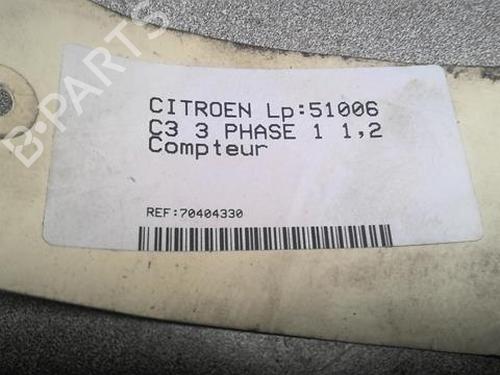 B-PARTS
CITROEN Lp:51006
C3 3 PHASE 1 1,2
Compteur
REF:70404330